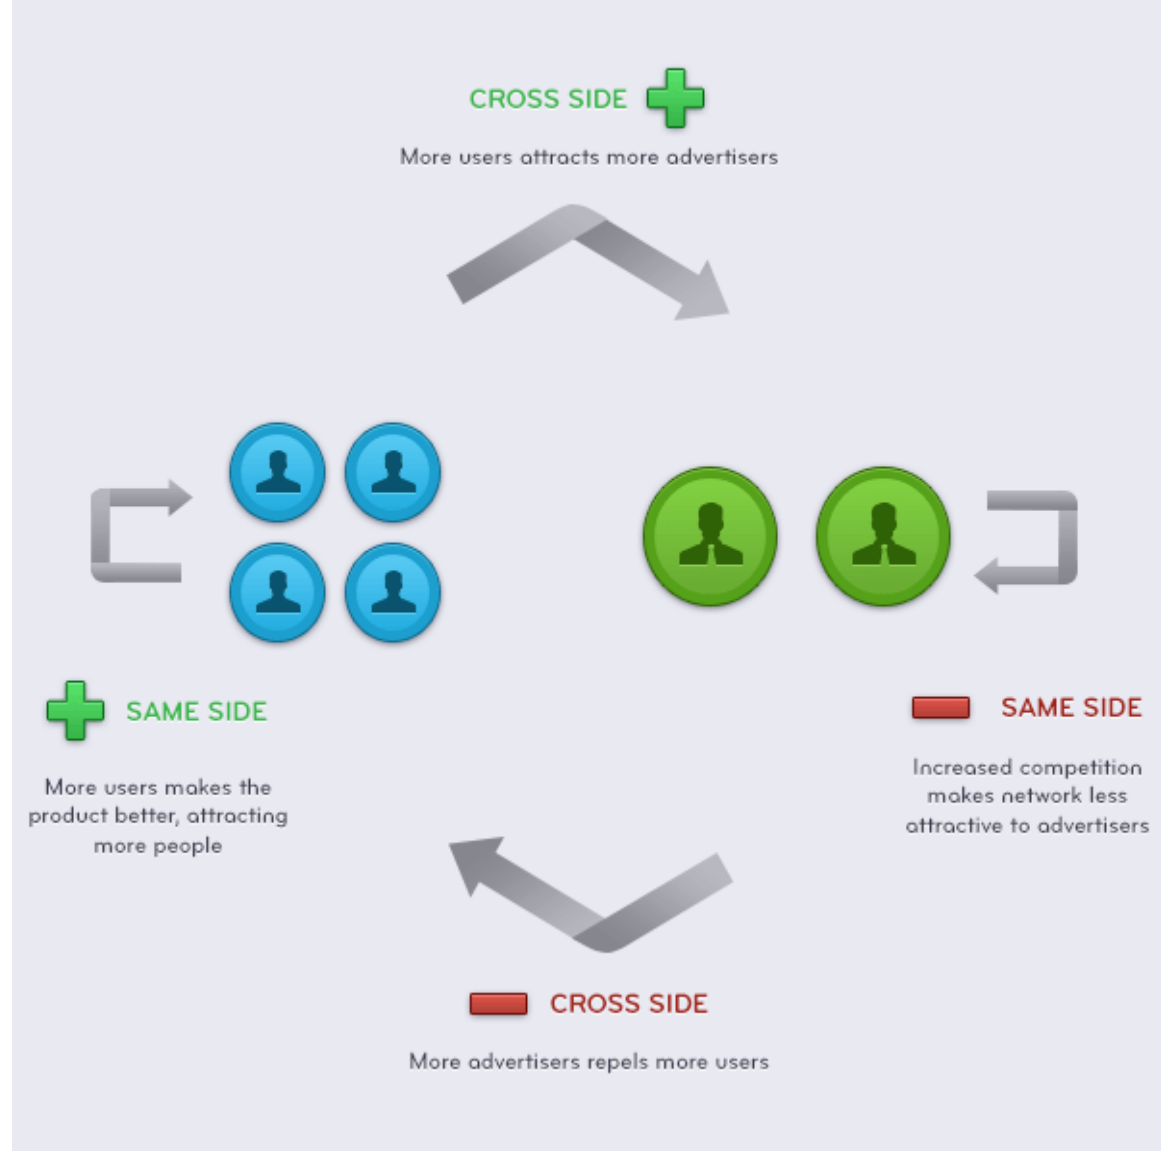 CROSS SIDE
More users attracts more advertisers
SAME SIDE
More users makes the
product better, attracting
more people
SAME SIDE
Increased competition
makes network less
attractive to advertisers
CROSS SIDE
More advertisers repels more users